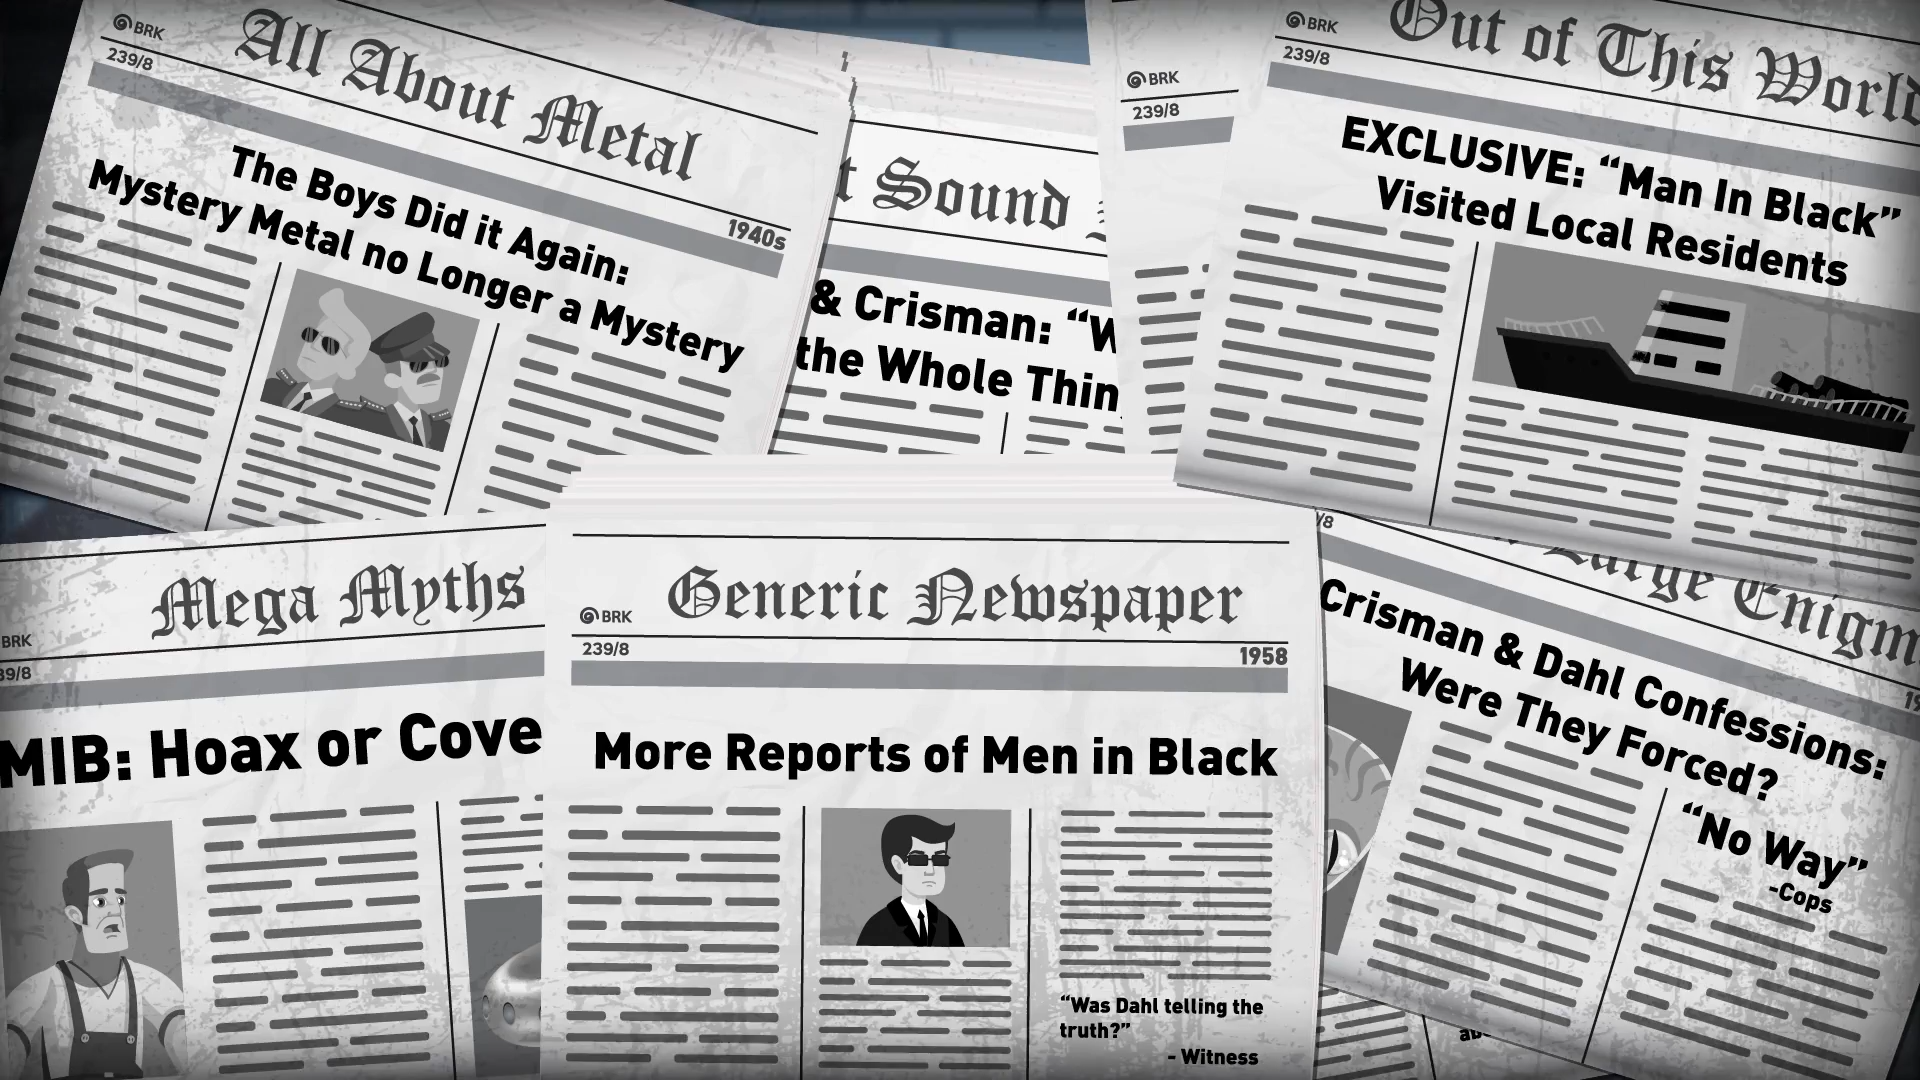 BRK
All About Metal
239/8
1940s
The Boys Did it Again:
Mystery Metal no Longer a Mystery
Sound
& Crisman: “W
the Whole Thin
BRK
239/8
BRK
Out of This World
239/8
EXCLUSIVE: “Man In Black”
Visited Local Residents
Mega Myths
BRK
39/8
MIB: Hoax or Cove
BRK
Generic Newspaper
239/8
1958
More Reports of Men in Black
“Was Dahl telling the
truth?”
- Witness
/8
Large Enigm
19
Crisman & Dahl Confessions:
Were They Forced?
“No Way”
-Cops